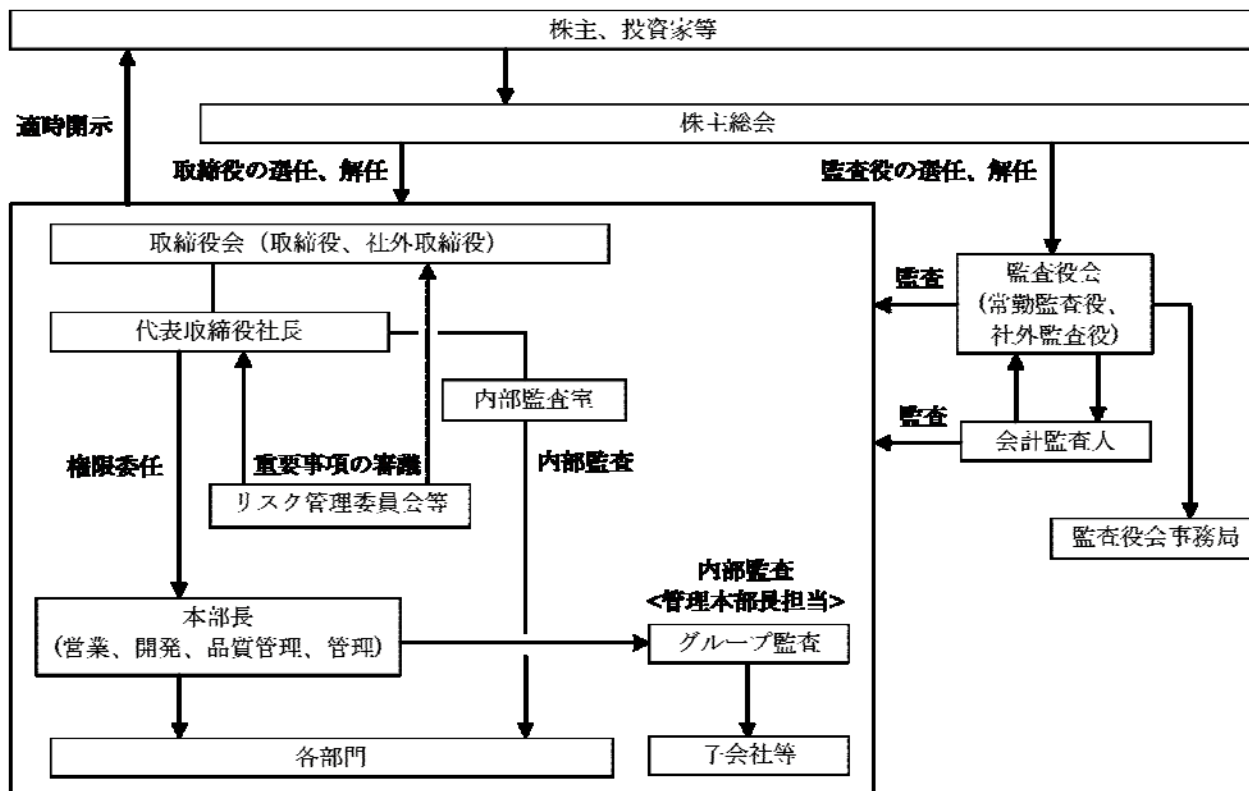 株主、投資家等
適時開示
株主総会
取締役の選任、解任
監査役の選任、解任
取締役会（取締役、社外取締役）
監査
監査役会
(常勤監査役、
社外監査役)
代表取締役社長
内部監査室
監査
会計監査人
権限委任
重要事項の審議
内部監査
リスク管理委員会等
監査役会事務局
内部監査
<管理本部長担当>
本部長
(営業、開発、品質管理、管理)
グループ監査
各部門
子会社等